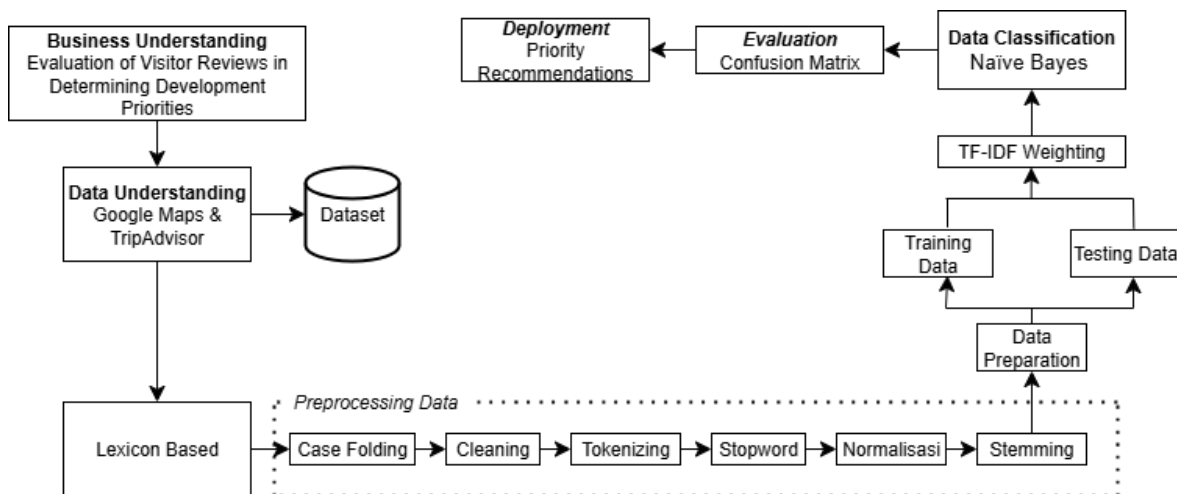 Business Understanding
Evaluation of Visitor Reviews in
Determining Development
Priorities
Data Understanding
Google Maps &
TripAdvisor
Dataset
Lexicon Based
Preprocessing Data
Case Folding
Cleaning
Tokenizing
Stopword
Normalisasi
Stemming
Data
Preparation
Training
Data
Testing Data
TF-IDF Weighting
Data Classification
Naïve Bayes
Evaluation
Confusion Matrix
Deployment
Priority
Recommendations